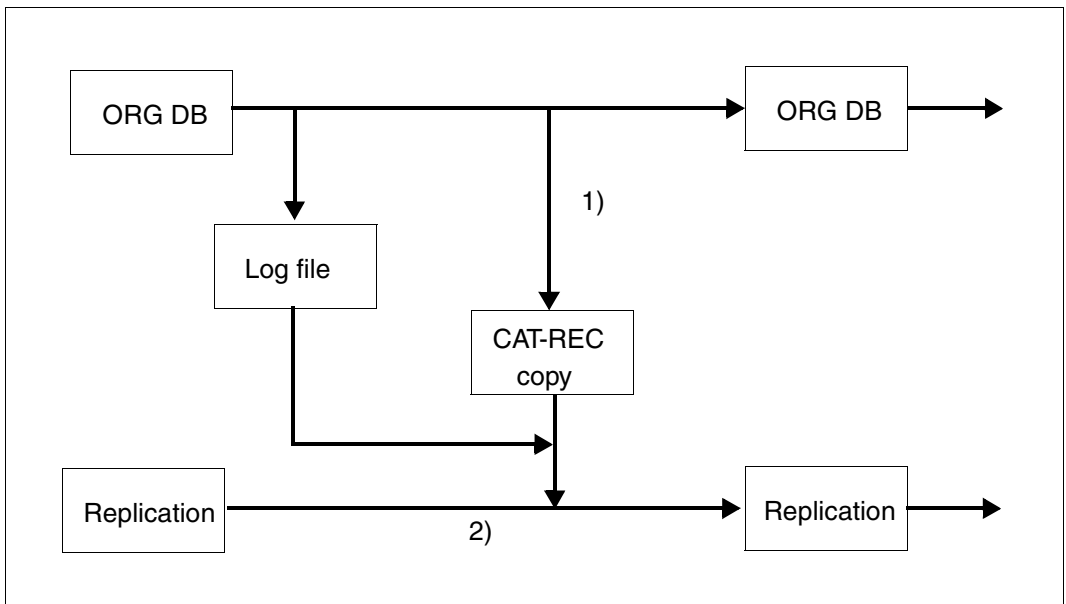 ORG DB
ORG DB
1)
Log file
CAT-REC
copy
Replication
2)
Replication